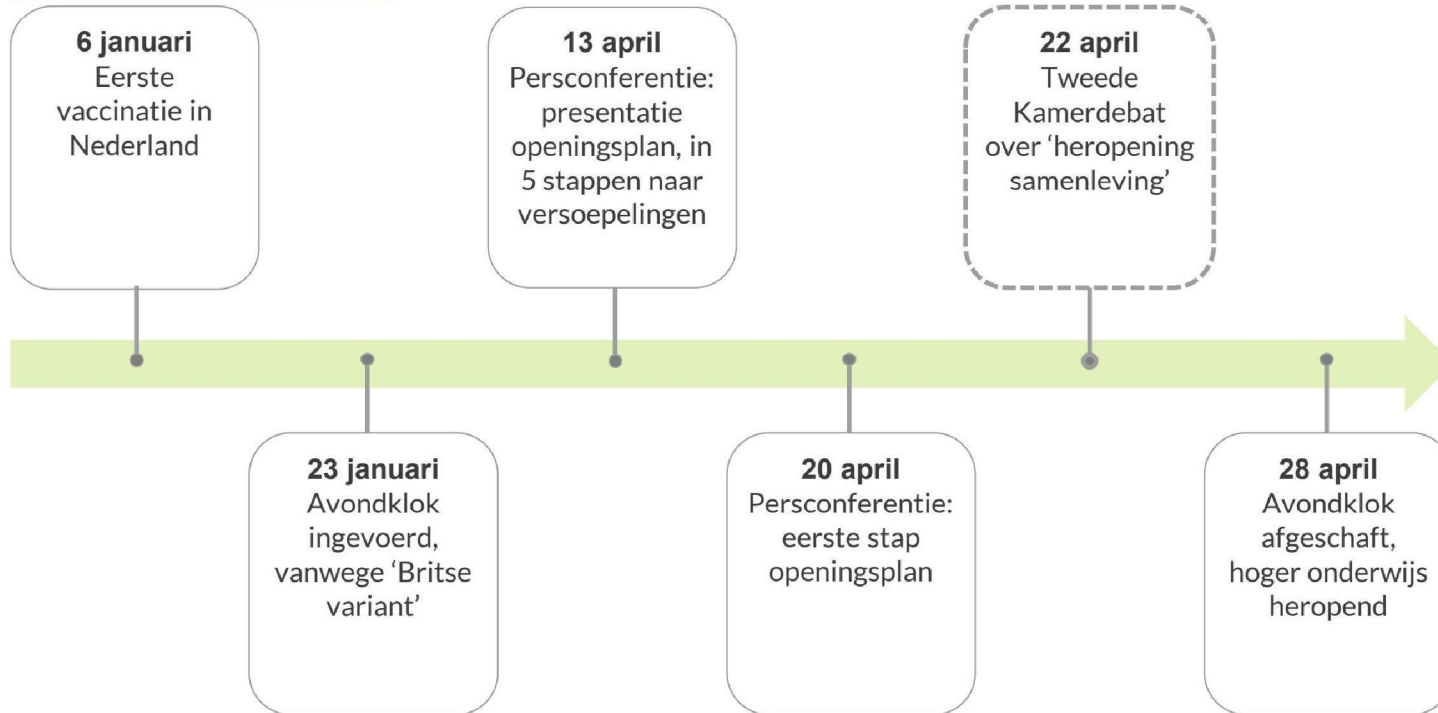 6 januari
Eerste
vaccinatie in
Nederland
23 januari
Avondklok
ingevoerd,
vanwege ‘Britse
variant’
13 april
Persconferentie:
presentatie
openingsplan, in
5 stappen naar
versoepelingen
20 april
Persconferentie:
eerste stap
openingsplan
22 april
Tweede
Kamerdebat
over ‘heropening
samenleving’
28 april
Avondklok
afgeschaft,
hoger onderwijs
heropend